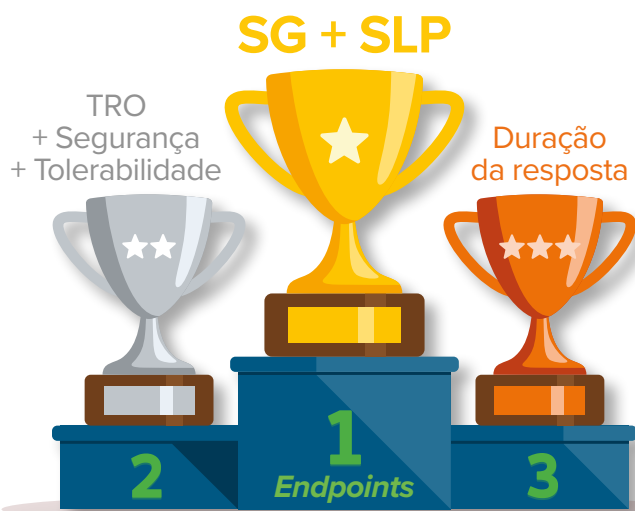 SG + SLP
TRO
+ Segurança
+ Tolerabilidade
Duração
da resposta
2
1
Endpoints
3